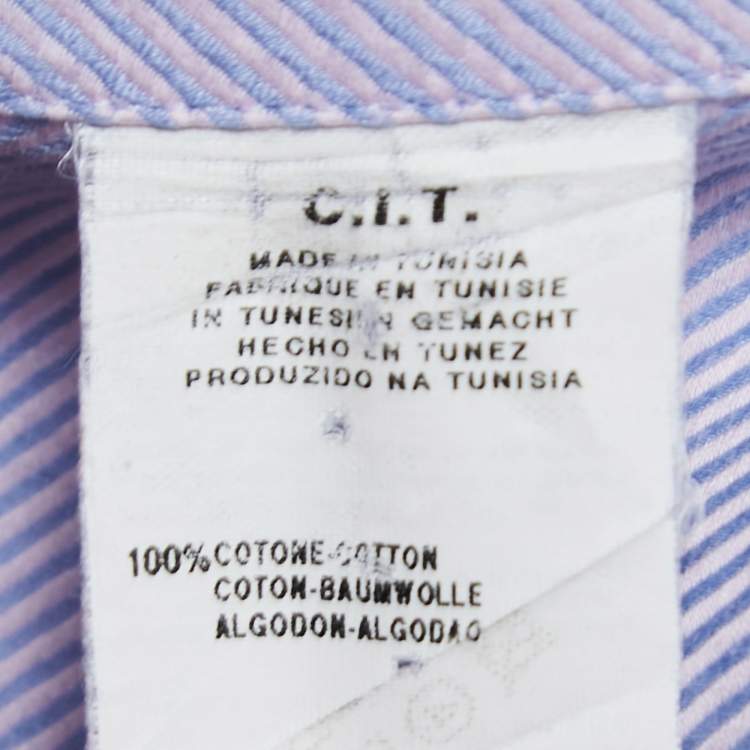 C.I.T.
MADE IN TUNISIA
FABRIQUE EN TUNISIE
IN TUNESIEN GEMACHT
HECHO EN TUNEZ
PRODUZIDO NA TUNISIA
100% COTONE-COTTON
COTON-BAUMWOLLE
ALGODON-ALGODAO